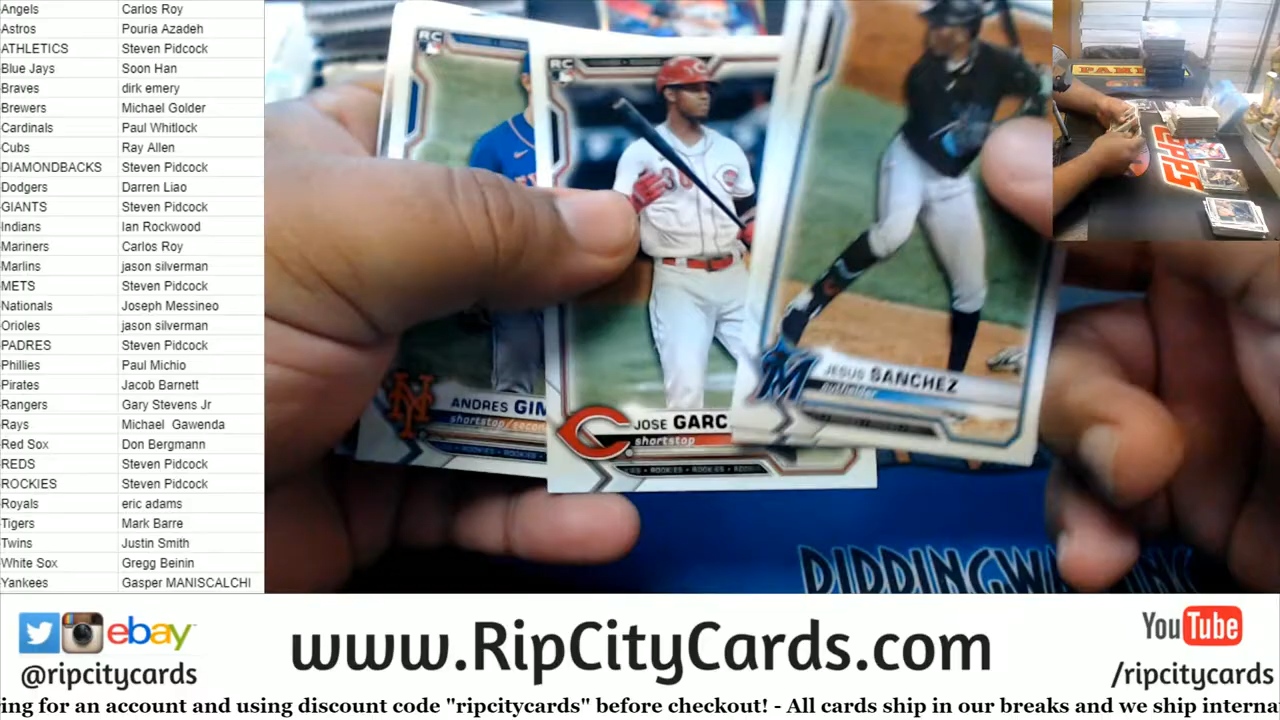 Angels Carlos Roy
Astros Pouria Azadeh
ATHLETICS Steven Pidcock
Blue Jays Soon Han
Braves dirk emery
Brewers Michael Golder
Cardinals Paul Whitlock
Cubs Ray Allen
DIAMONDBACKS Steven Pidcock
Dodgers Darren Liao
GIANTS Steven Pidcock
Indians Ian Rockwood
Mariners Carlos Roy
Marlins jason silverman
METS Steven Pidcock
Nationals Joseph Messineo
Orioles jason silverman
PADRES Steven Pidcock
Phillies Paul Michio
Pirates Jacob Barnett
Rangers Gary Stevens Jr
Rays Michael Gawenda
Red Sox Don Bergmann
REDS Steven Pidcock
ROCKIES Steven Pidcock
Royals eric adams
Tigers Mark Barre
Twins Justin Smith
White Sox Gregg Beinin
Yankees Gasper MANISCALCHI
RC
RC
36
JESUS SANCHEZ
outfielder
ANDRES GIM
shortstop/secon
JOSE GARC
shortstop
ES • ROOKIES • ROOKIES • ROOK
ebay
@ripcitycards
www.RipCityCards.com
YouTube
/ripcitycards
ing for an account and using discount code "ripcitycards" before checkout! - All cards ship in our breaks and we ship interna